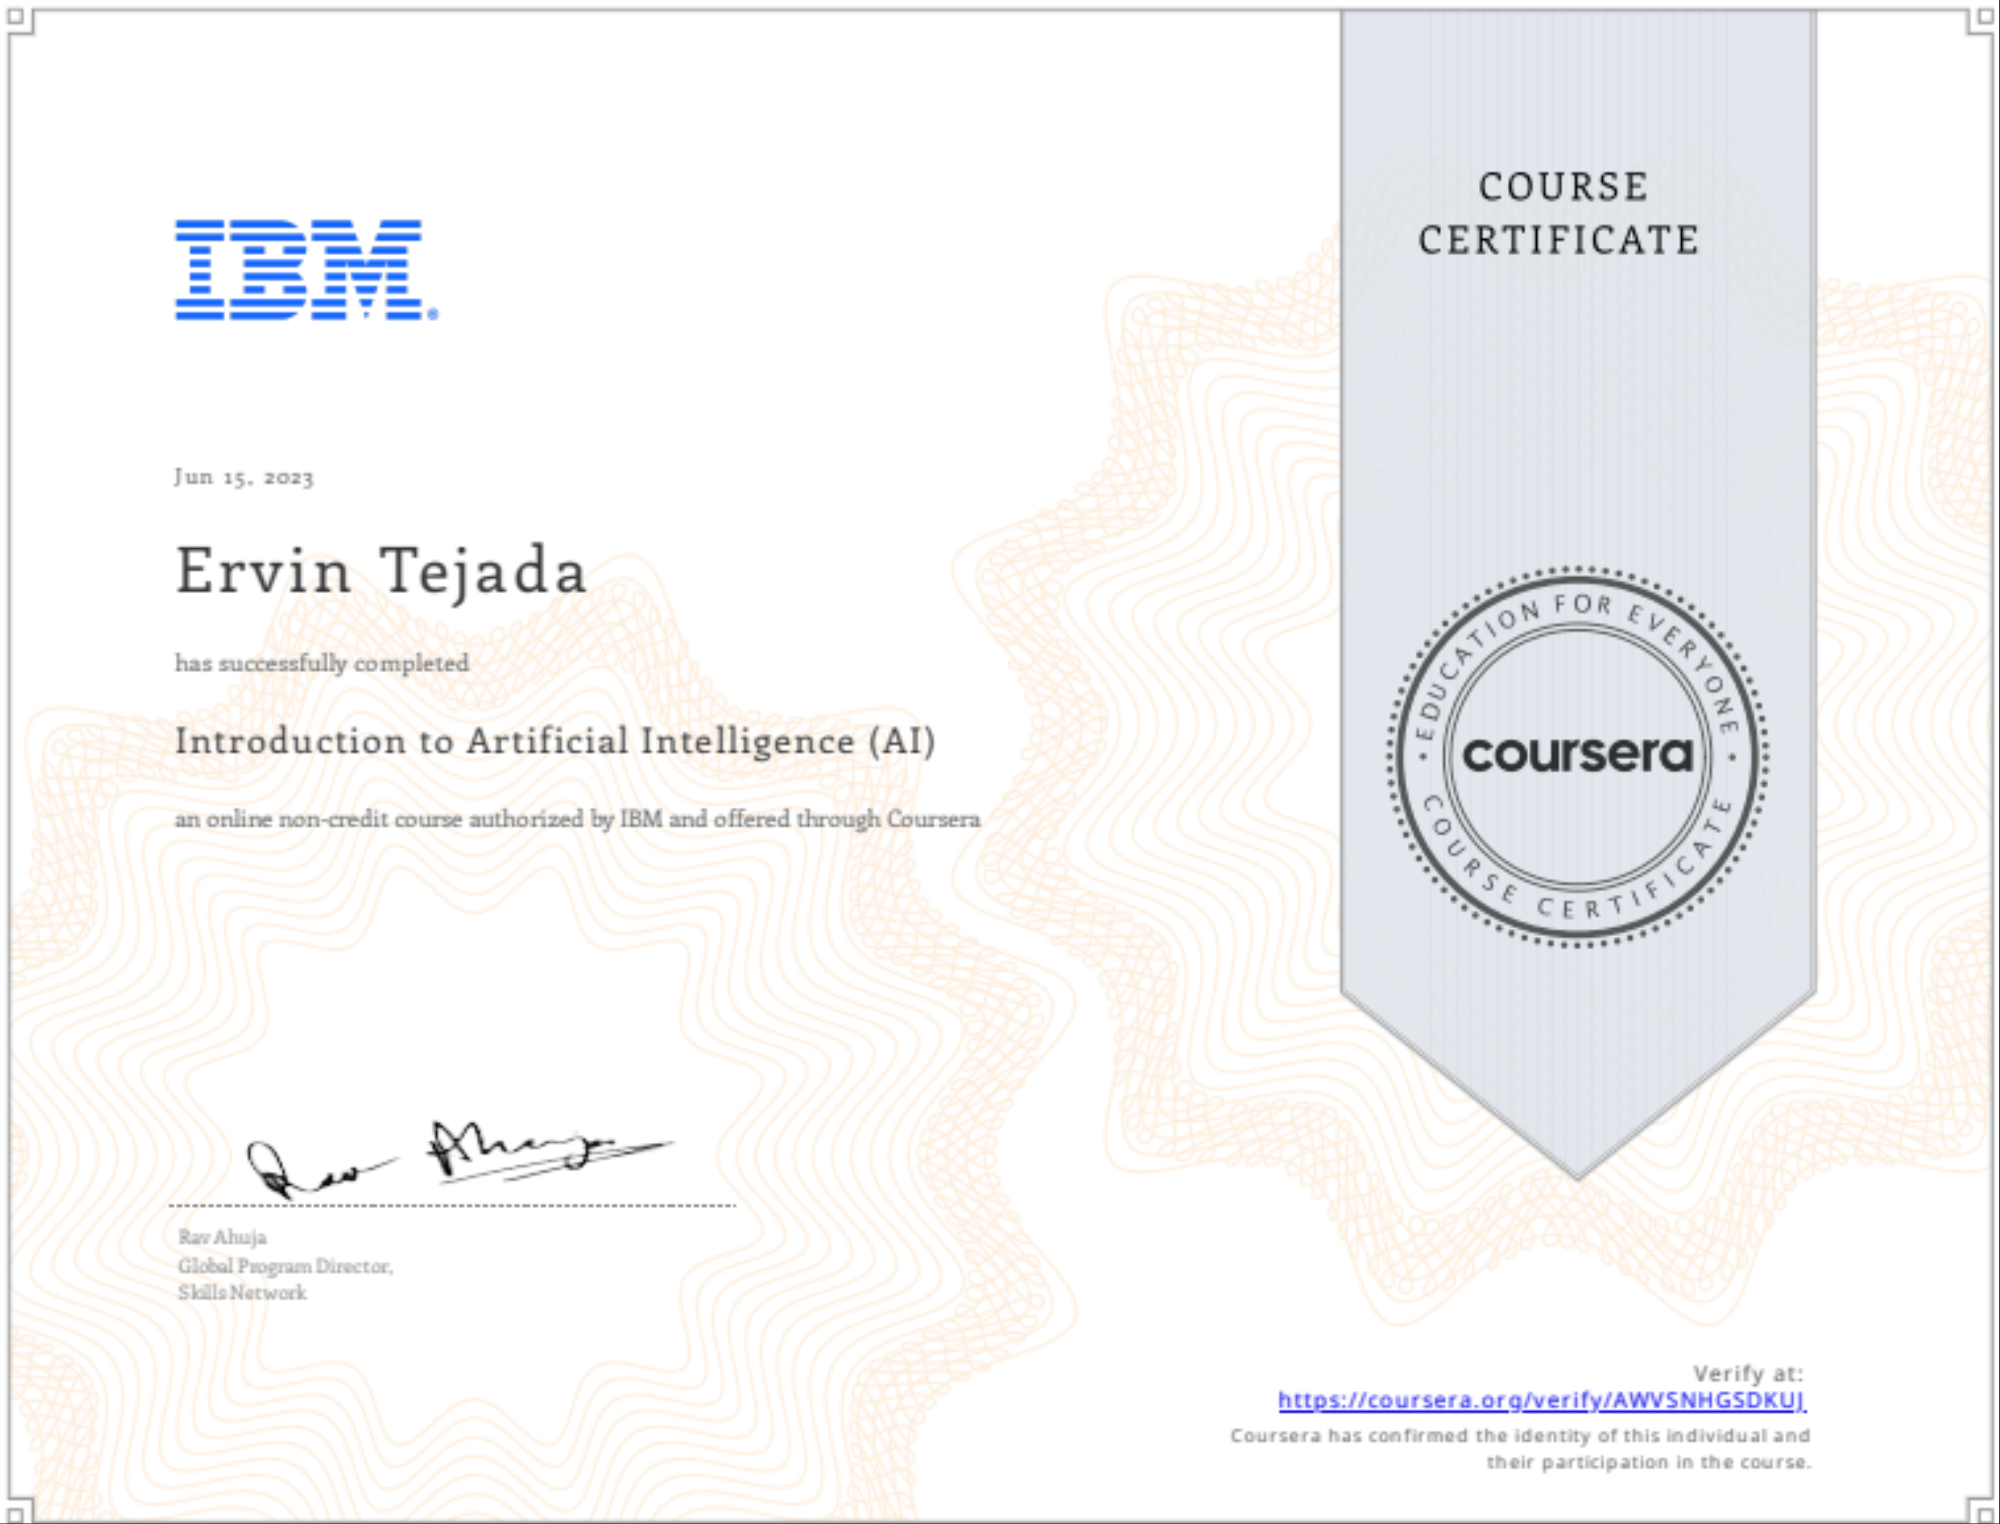 IBM®
COURSE
CERTIFICATE
Jun 15, 2023
Ervin Tejada
has successfully completed
Introduction to Artificial Intelligence (AI)
an online non-credit course authorized by IBM and offered through Coursera
EDUCATION FOR EVERYONE
coursera
COURSE CERTIFICATE
Rav Ahuja
Rav Ahuja
Global Program Director,
Skills Network
Verify at:
https://coursera.org/verify/AWVSNHGSDKUJ
Coursera has confirmed the identity of this individual and
their participation in the course.